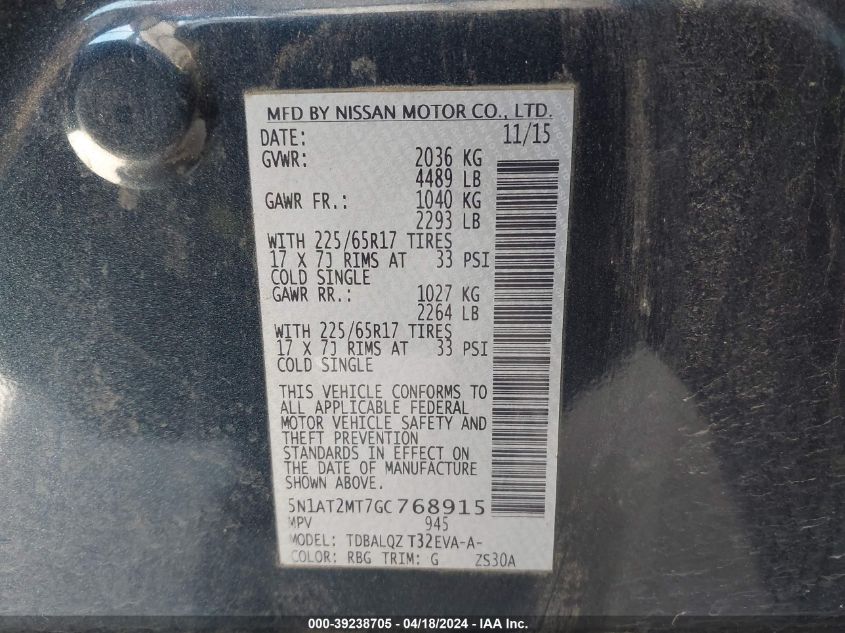 MFD BY NISSAN MOTOR CO., LTD.
DATE: 11/15
GVWR: 2036 KG
4489 LB
GAWR FR.: 1040 KG
2293 LB
WITH 225/65R17 TIRES
17 X 7J RIMS AT 33 PSI
COLD SINGLE
GAWR RR.: 1027 KG
2264 LB
WITH 225/65R17 TIRES
17 X 7J RIMS AT 33 PSI
COLD SINGLE
THIS VEHICLE CONFORMS TO
ALL APPLICABLE FEDERAL
MOTOR VEHICLE SAFETY AND
THEFT PREVENTION
STANDARDS IN EFFECT ON
THE DATE OF MANUFACTURE
SHOWN ABOVE.
5N1AT2MT7GC768915
MPV 945
MODEL: TDBALQZ T32EVA-A-
COLOR: RBG TRIM: G ZS30A
000-39238705 - 04/18/2024 - IAA Inc.